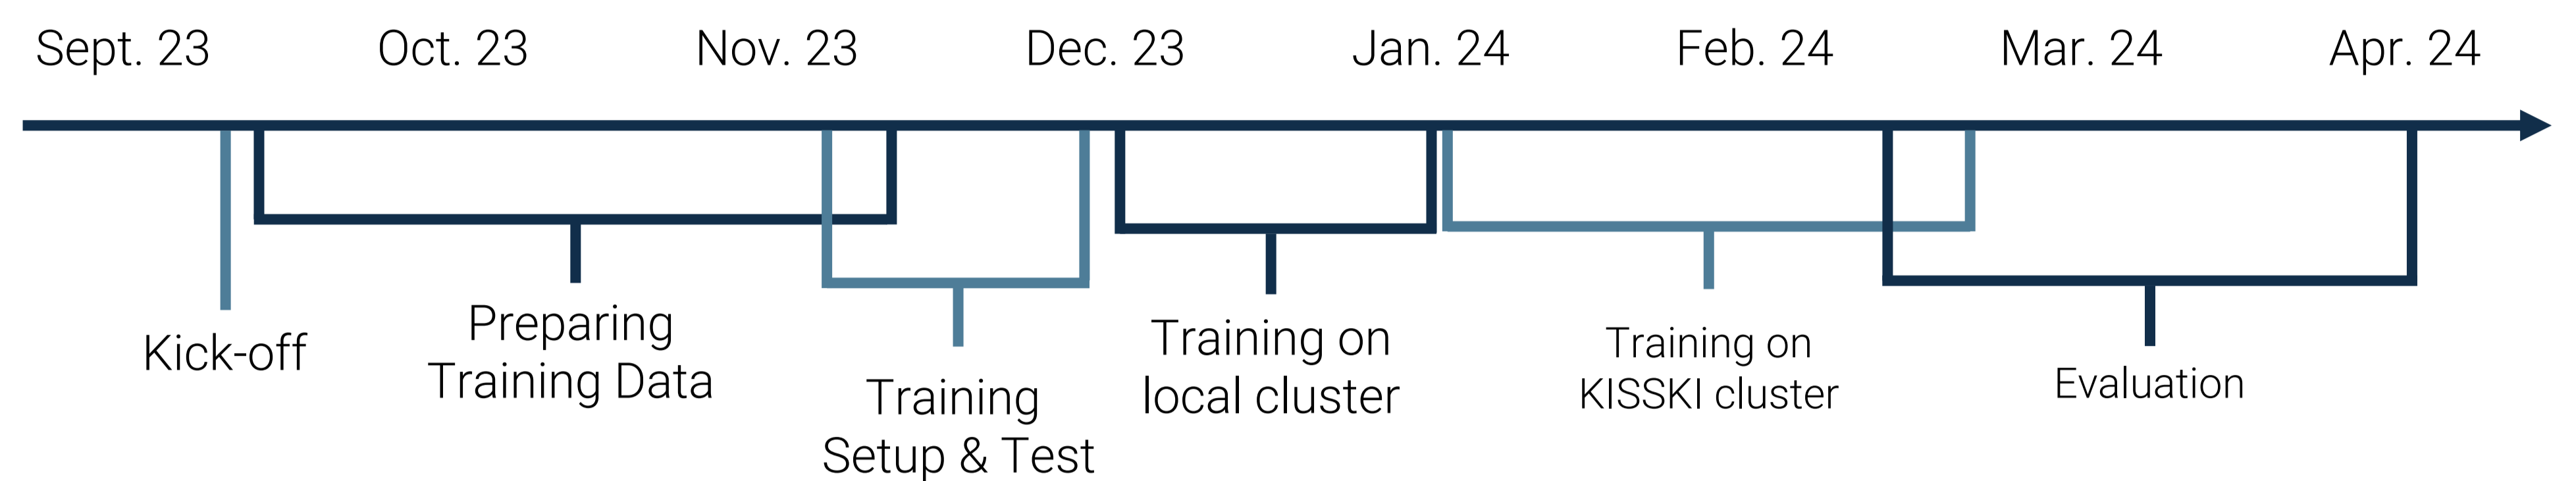 Sept. 23 Oct. 23 Nov. 23 Dec. 23 Jan. 24 Feb. 24 Mar. 24 Apr. 24
Kick-off
Preparing
Training Data
Training
Setup & Test
Training on
local cluster
Training on
KISSKI cluster
Evaluation